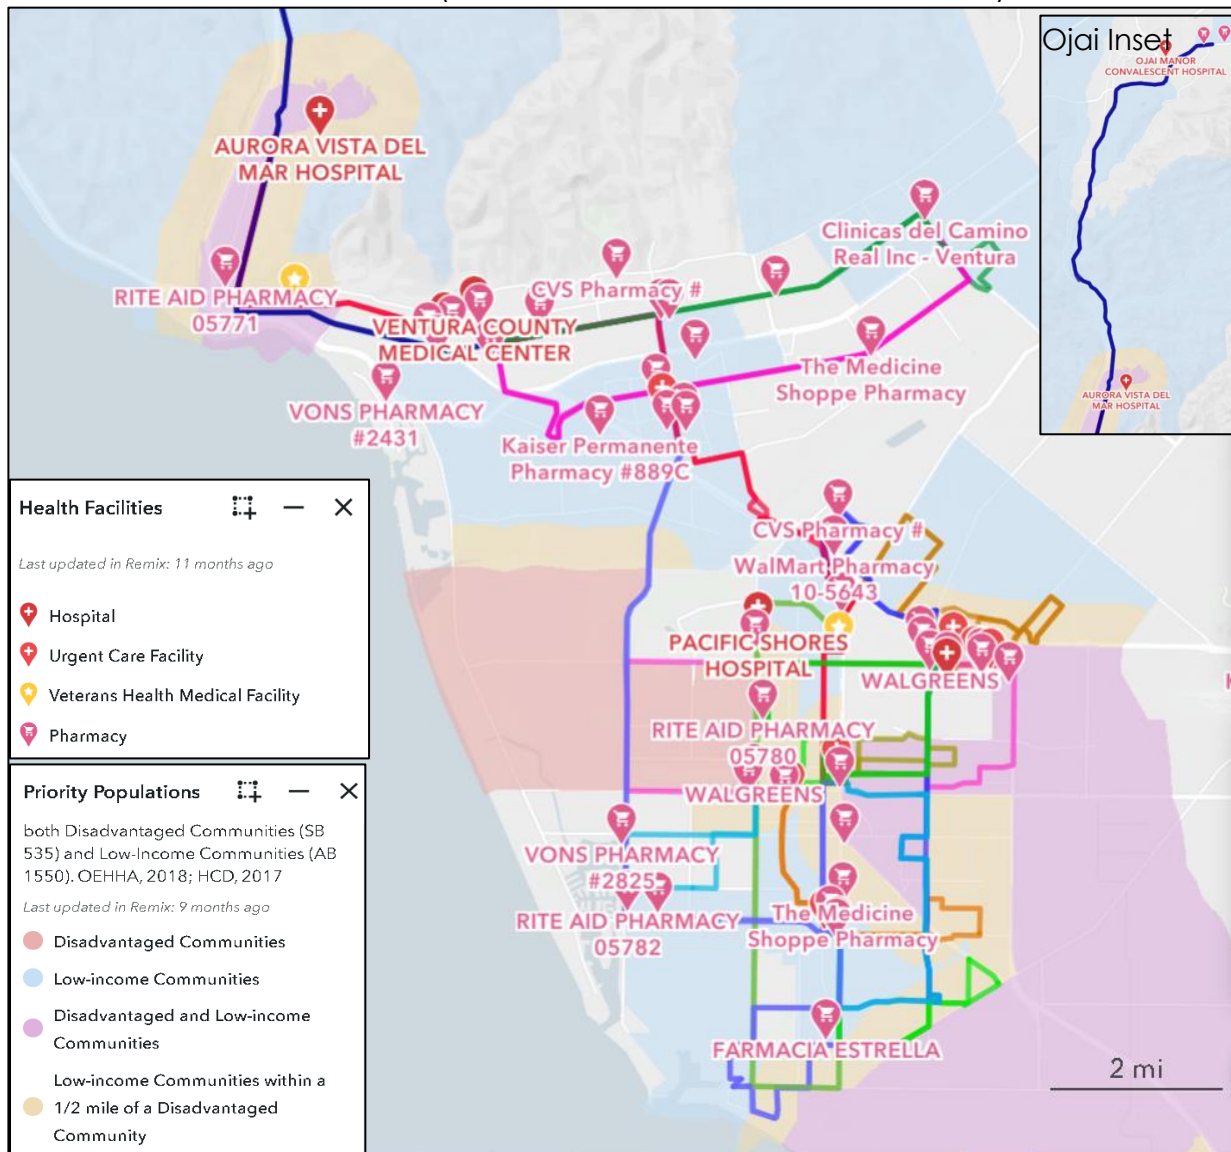 Ojai Inset
OJAI MANOR
CONVALESCENT HOSPITAL
AURORA VISTA DEL
MAR HOSPITAL
Clinicas del Camino
Real Inc - Ventura
RITE AID PHARMACY
05771
CVS Pharmacy #
VENTURA COUNTY
MEDICAL CENTER
The Medicine
Shoppe Pharmacy
VONS PHARMACY
#2431
AURORA VISTA DEL
MAR HOSPITAL
Kaiser Permanente
Pharmacy #889C
Health Facilities
Last updated in Remix: 11 months ago
Hospital
Urgent Care Facility
Veterans Health Medical Facility
Pharmacy
CVS Pharmacy #
WalMart Pharmacy
10-5643
PACIFIC SHORES
HOSPITAL
WALGREENS
RITE AID PHARMACY
05780
WALGREENS
Priority Populations
both Disadvantaged Communities (SB
535) and Low-Income Communities (AB
1550). OEHHA, 2018; HCD, 2017
Last updated in Remix: 9 months ago
Disadvantaged Communities
Low-income Communities
Disadvantaged and Low-income
Communities
Low-income Communities within a
1/2 mile of a Disadvantaged
Community
VONS PHARMACY
#2825
RITE AID PHARMACY
05782
The Medicine
Shoppe Pharmacy
FARMACIA ESTRELLA
2 mi